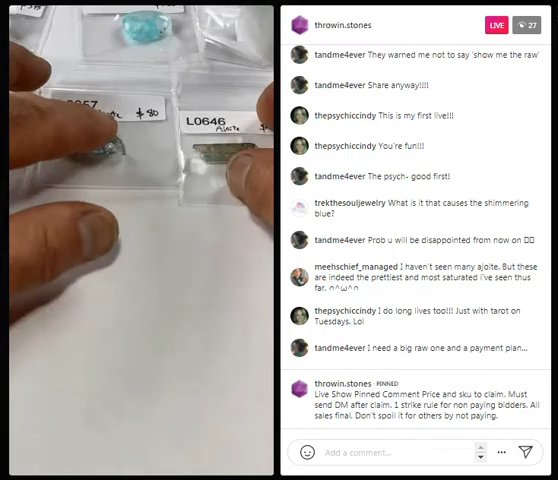 throwin.stones
LIVE
27
tandme4ever They warned me not to say 'show me the raw'
tandme4ever Share anyway!!!!
thepsychiccindy This is my first live!!!
thepsychiccindy You're fun!!!
tandme4ever The psych- good first!
trekthesouljewelry What is it that causes the shimmering
blue?
tandme4ever Prob u will be disappointed from now on
meehschief_managed I haven't seen many ajoite. But these
are indeed the prettiest and most saturated i've seen thus
far. ∩^ω^∩
thepsychiccindy I do long lives too!!! Just with tarot on
Tuesdays. Lol
tandme4ever I need a big raw one and a payment plan...
throwin.stones · PINNED
Live Show Pinned Comment Price and sku to claim. Must
send DM after claim. 1 strike rule for non paying bidders. All
sales final. Don't spoil it for others by not paying.
Add a comment...
$80
L0646
Ajoite